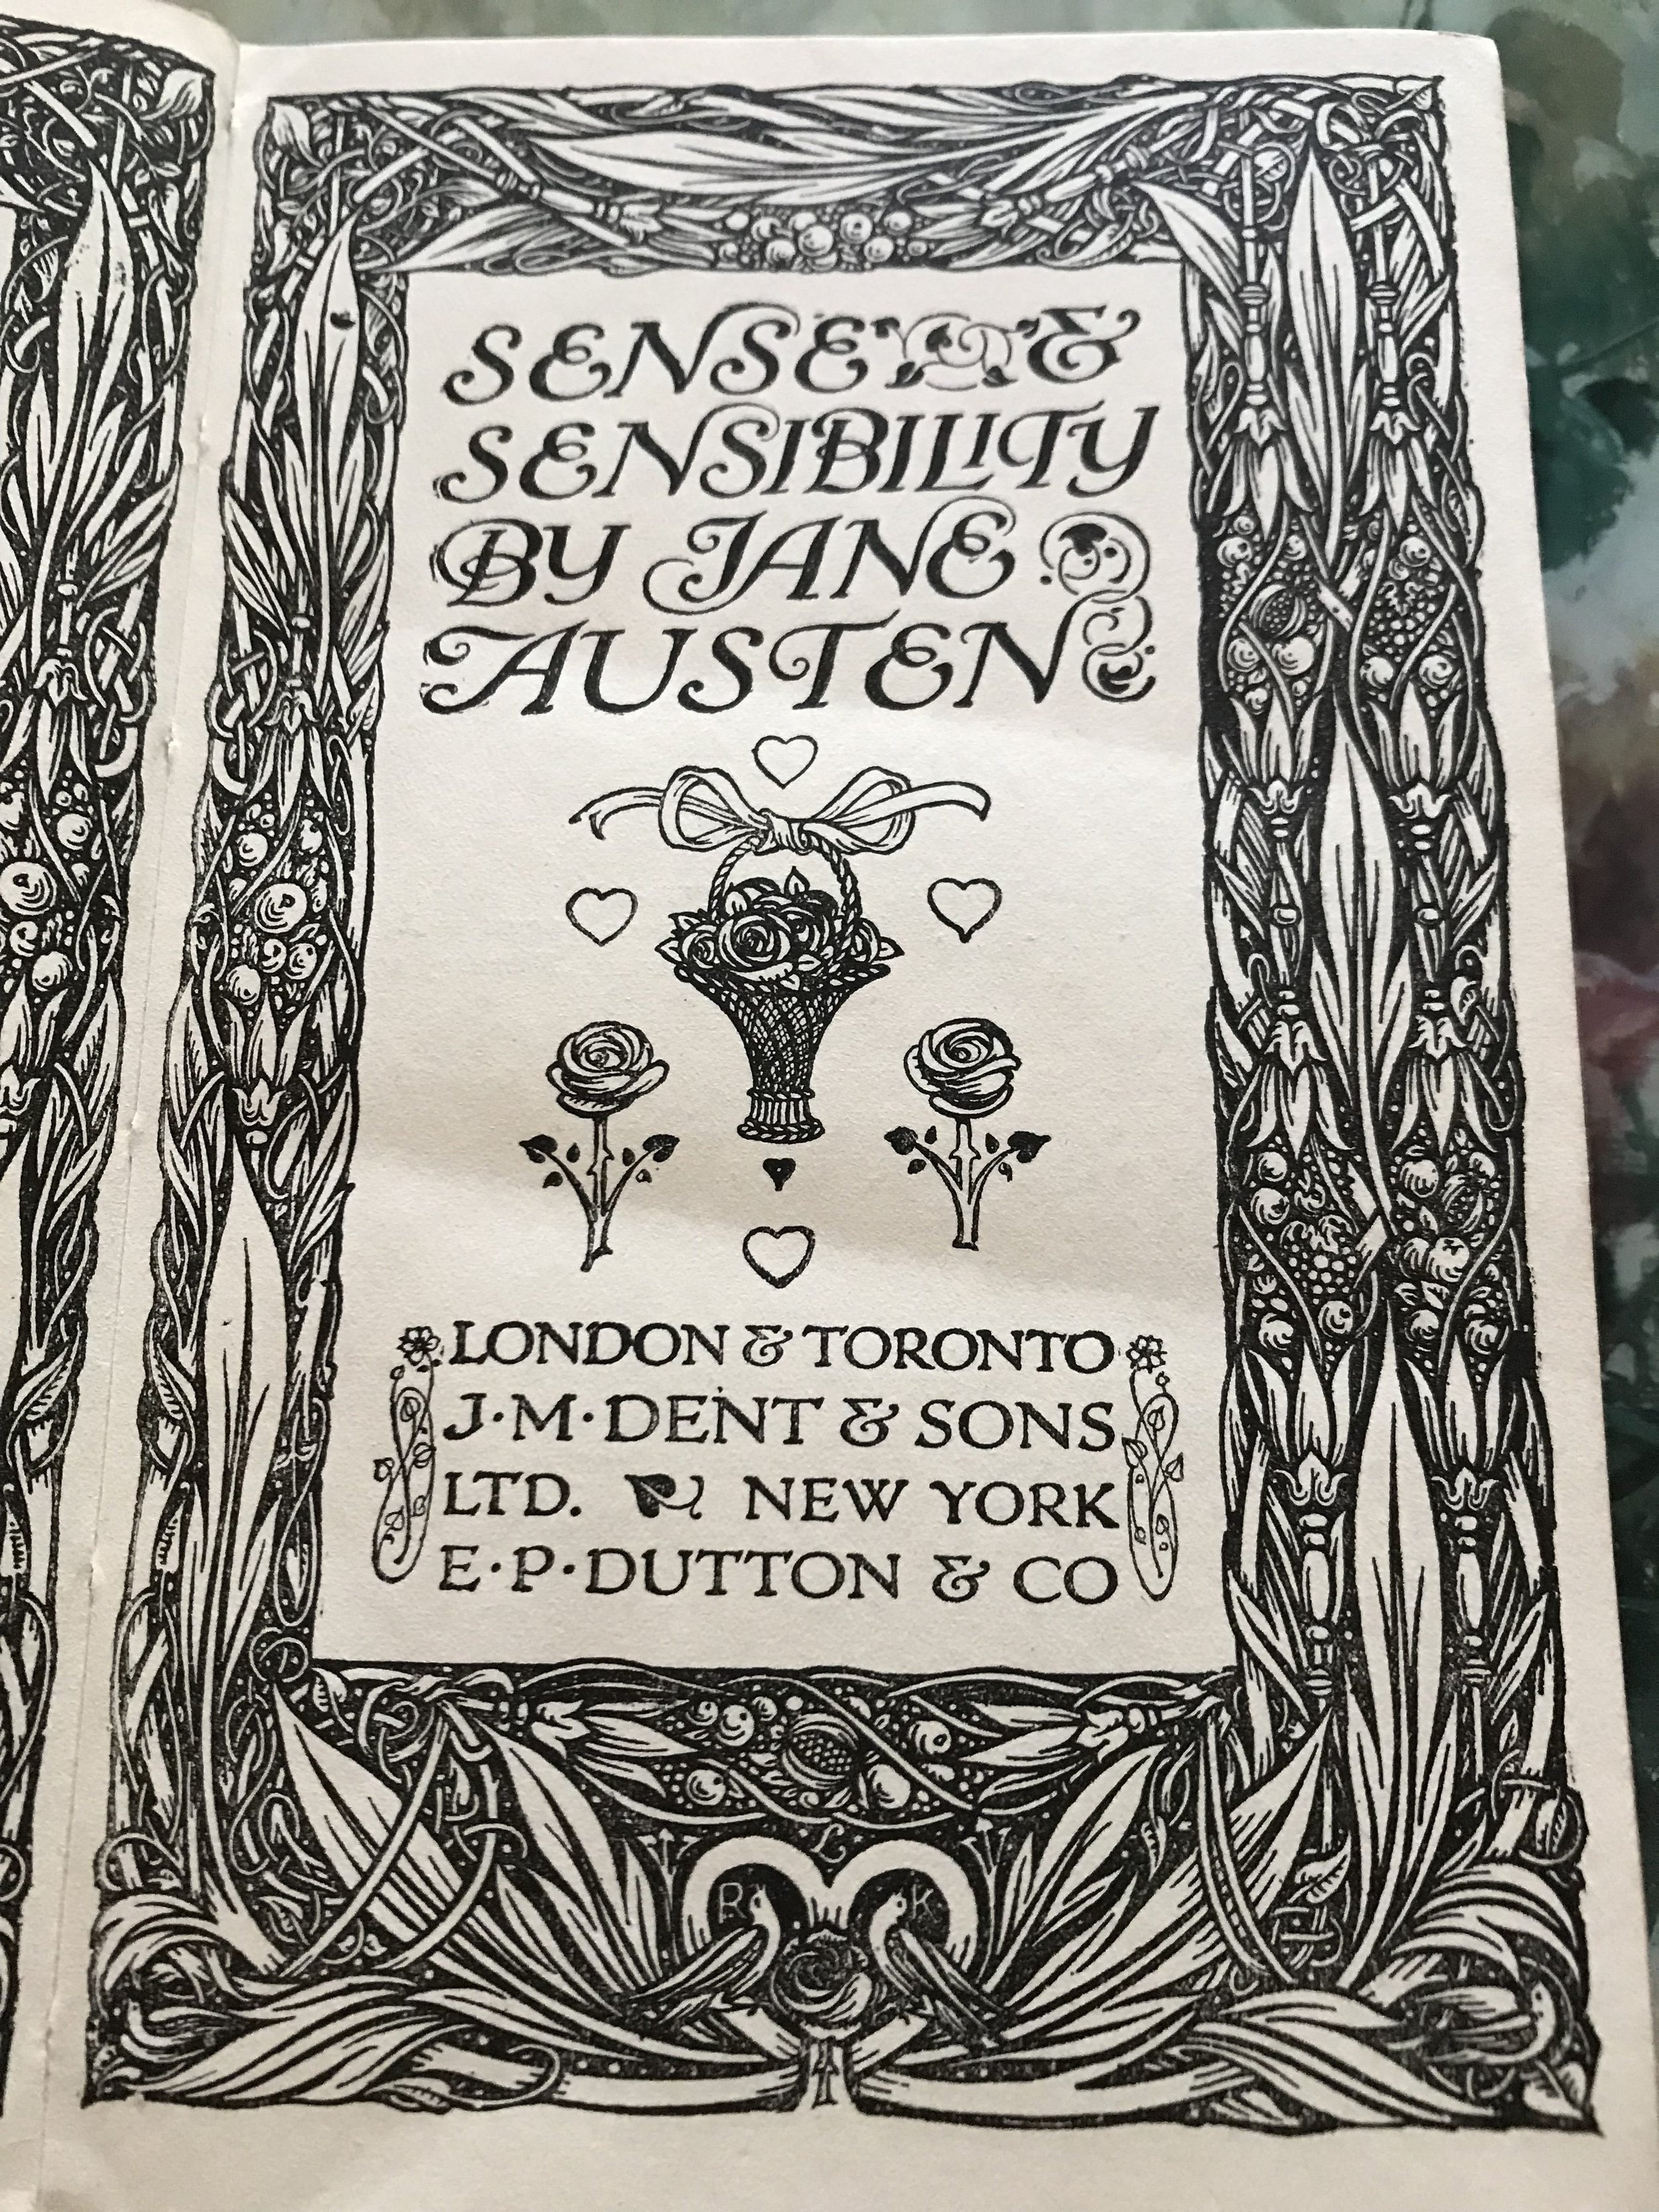 SENSE &
SENSIBILITY
BY JANE
AUSTEN
LONDON & TORONTO
J·M·DENT & SONS
LTD. NEW YORK
E·P·DUTTON & CO
R K